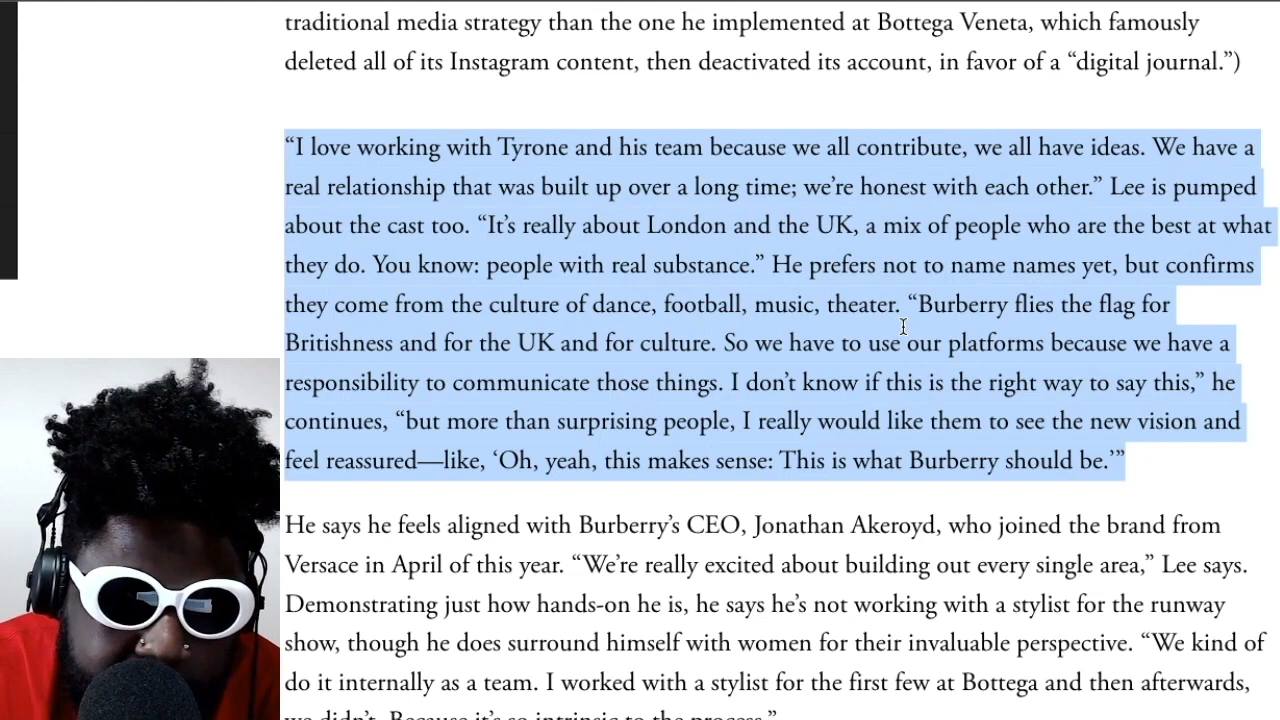 traditional media strategy than the one he implemented at Bottega Veneta, which famously
deleted all of its Instagram content, then deactivated its account, in favor of a “digital journal.”)
“I love working with Tyrone and his team because we all contribute, we all have ideas. We have a
real relationship that was built up over a long time; we’re honest with each other.” Lee is pumped
about the cast too. “It’s really about London and the UK, a mix of people who are the best at what
they do. You know: people with real substance.” He prefers not to name names yet, but confirms
they come from the culture of dance, football, music, theater. “Burberry flies the flag for
Britishness and for the UK and for culture. So we have to use our platforms because we have a
responsibility to communicate those things. I don’t know if this is the right way to say this,” he
continues, “but more than surprising people, I really would like them to see the new vision and
feel reassured—like, ‘Oh, yeah, this makes sense: This is what Burberry should be.’”
He says he feels aligned with Burberry’s CEO, Jonathan Akeroyd, who joined the brand from
Versace in April of this year. “We’re really excited about building out every single area,” Lee says.
Demonstrating just how hands-on he is, he says he’s not working with a stylist for the runway
show, though he does surround himself with women for their invaluable perspective. “We kind of
do it internally as a team. I worked with a stylist for the first few at Bottega and then afterwards,
we didn’t. Because it’s so intrinsic to the process.”